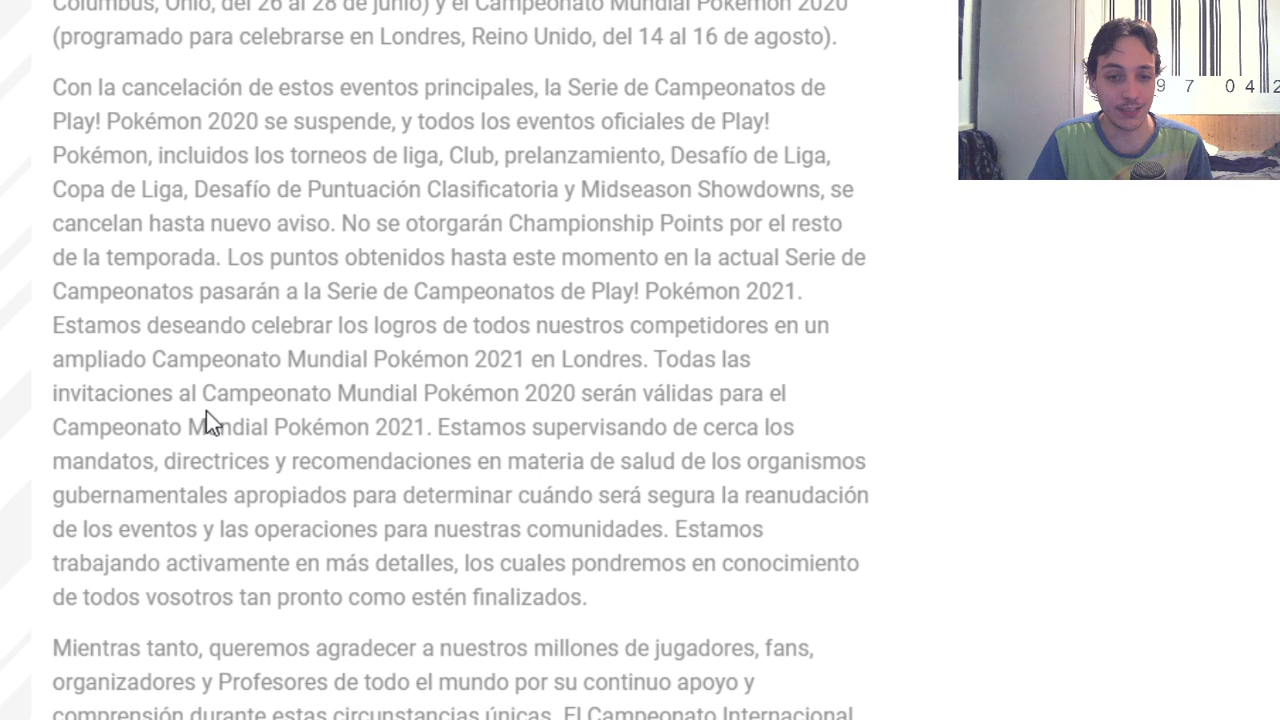 Columbus, Ohio, del 26 al 28 de junio) y el Campeonato Mundial Pokémon 2020
(programado para celebrarse en Londres, Reino Unido, del 14 al 16 de agosto).
Con la cancelación de estos eventos principales, la Serie de Campeonatos de
Play! Pokémon 2020 se suspende, y todos los eventos oficiales de Play!
Pokémon, incluidos los torneos de liga, Club, prelanzamiento, Desafío de Liga,
Copa de Liga, Desafío de Puntuación Clasificatoria y Midseason Showdowns, se
cancelan hasta nuevo aviso. No se otorgarán Championship Points por el resto
de la temporada. Los puntos obtenidos hasta este momento en la actual Serie de
Campeonatos pasarán a la Serie de Campeonatos de Play! Pokémon 2021.
Estamos deseando celebrar los logros de todos nuestros competidores en un
ampliado Campeonato Mundial Pokémon 2021 en Londres. Todas las
invitaciones al Campeonato Mundial Pokémon 2020 serán válidas para el
Campeonato Mundial Pokémon 2021. Estamos supervisando de cerca los
mandatos, directrices y recomendaciones en materia de salud de los organismos
gubernamentales apropiados para determinar cuándo será segura la reanudación
de los eventos y las operaciones para nuestras comunidades. Estamos
trabajando activamente en más detalles, los cuales pondremos en conocimiento
de todos vosotros tan pronto como estén finalizados.
Mientras tanto, queremos agradecer a nuestros millones de jugadores, fans,
organizadores y Profesores de todo el mundo por su continuo apoyo y
comprensión durante estas circunstancias únicas. El Campeonato Internacional
9 7 0 4 2